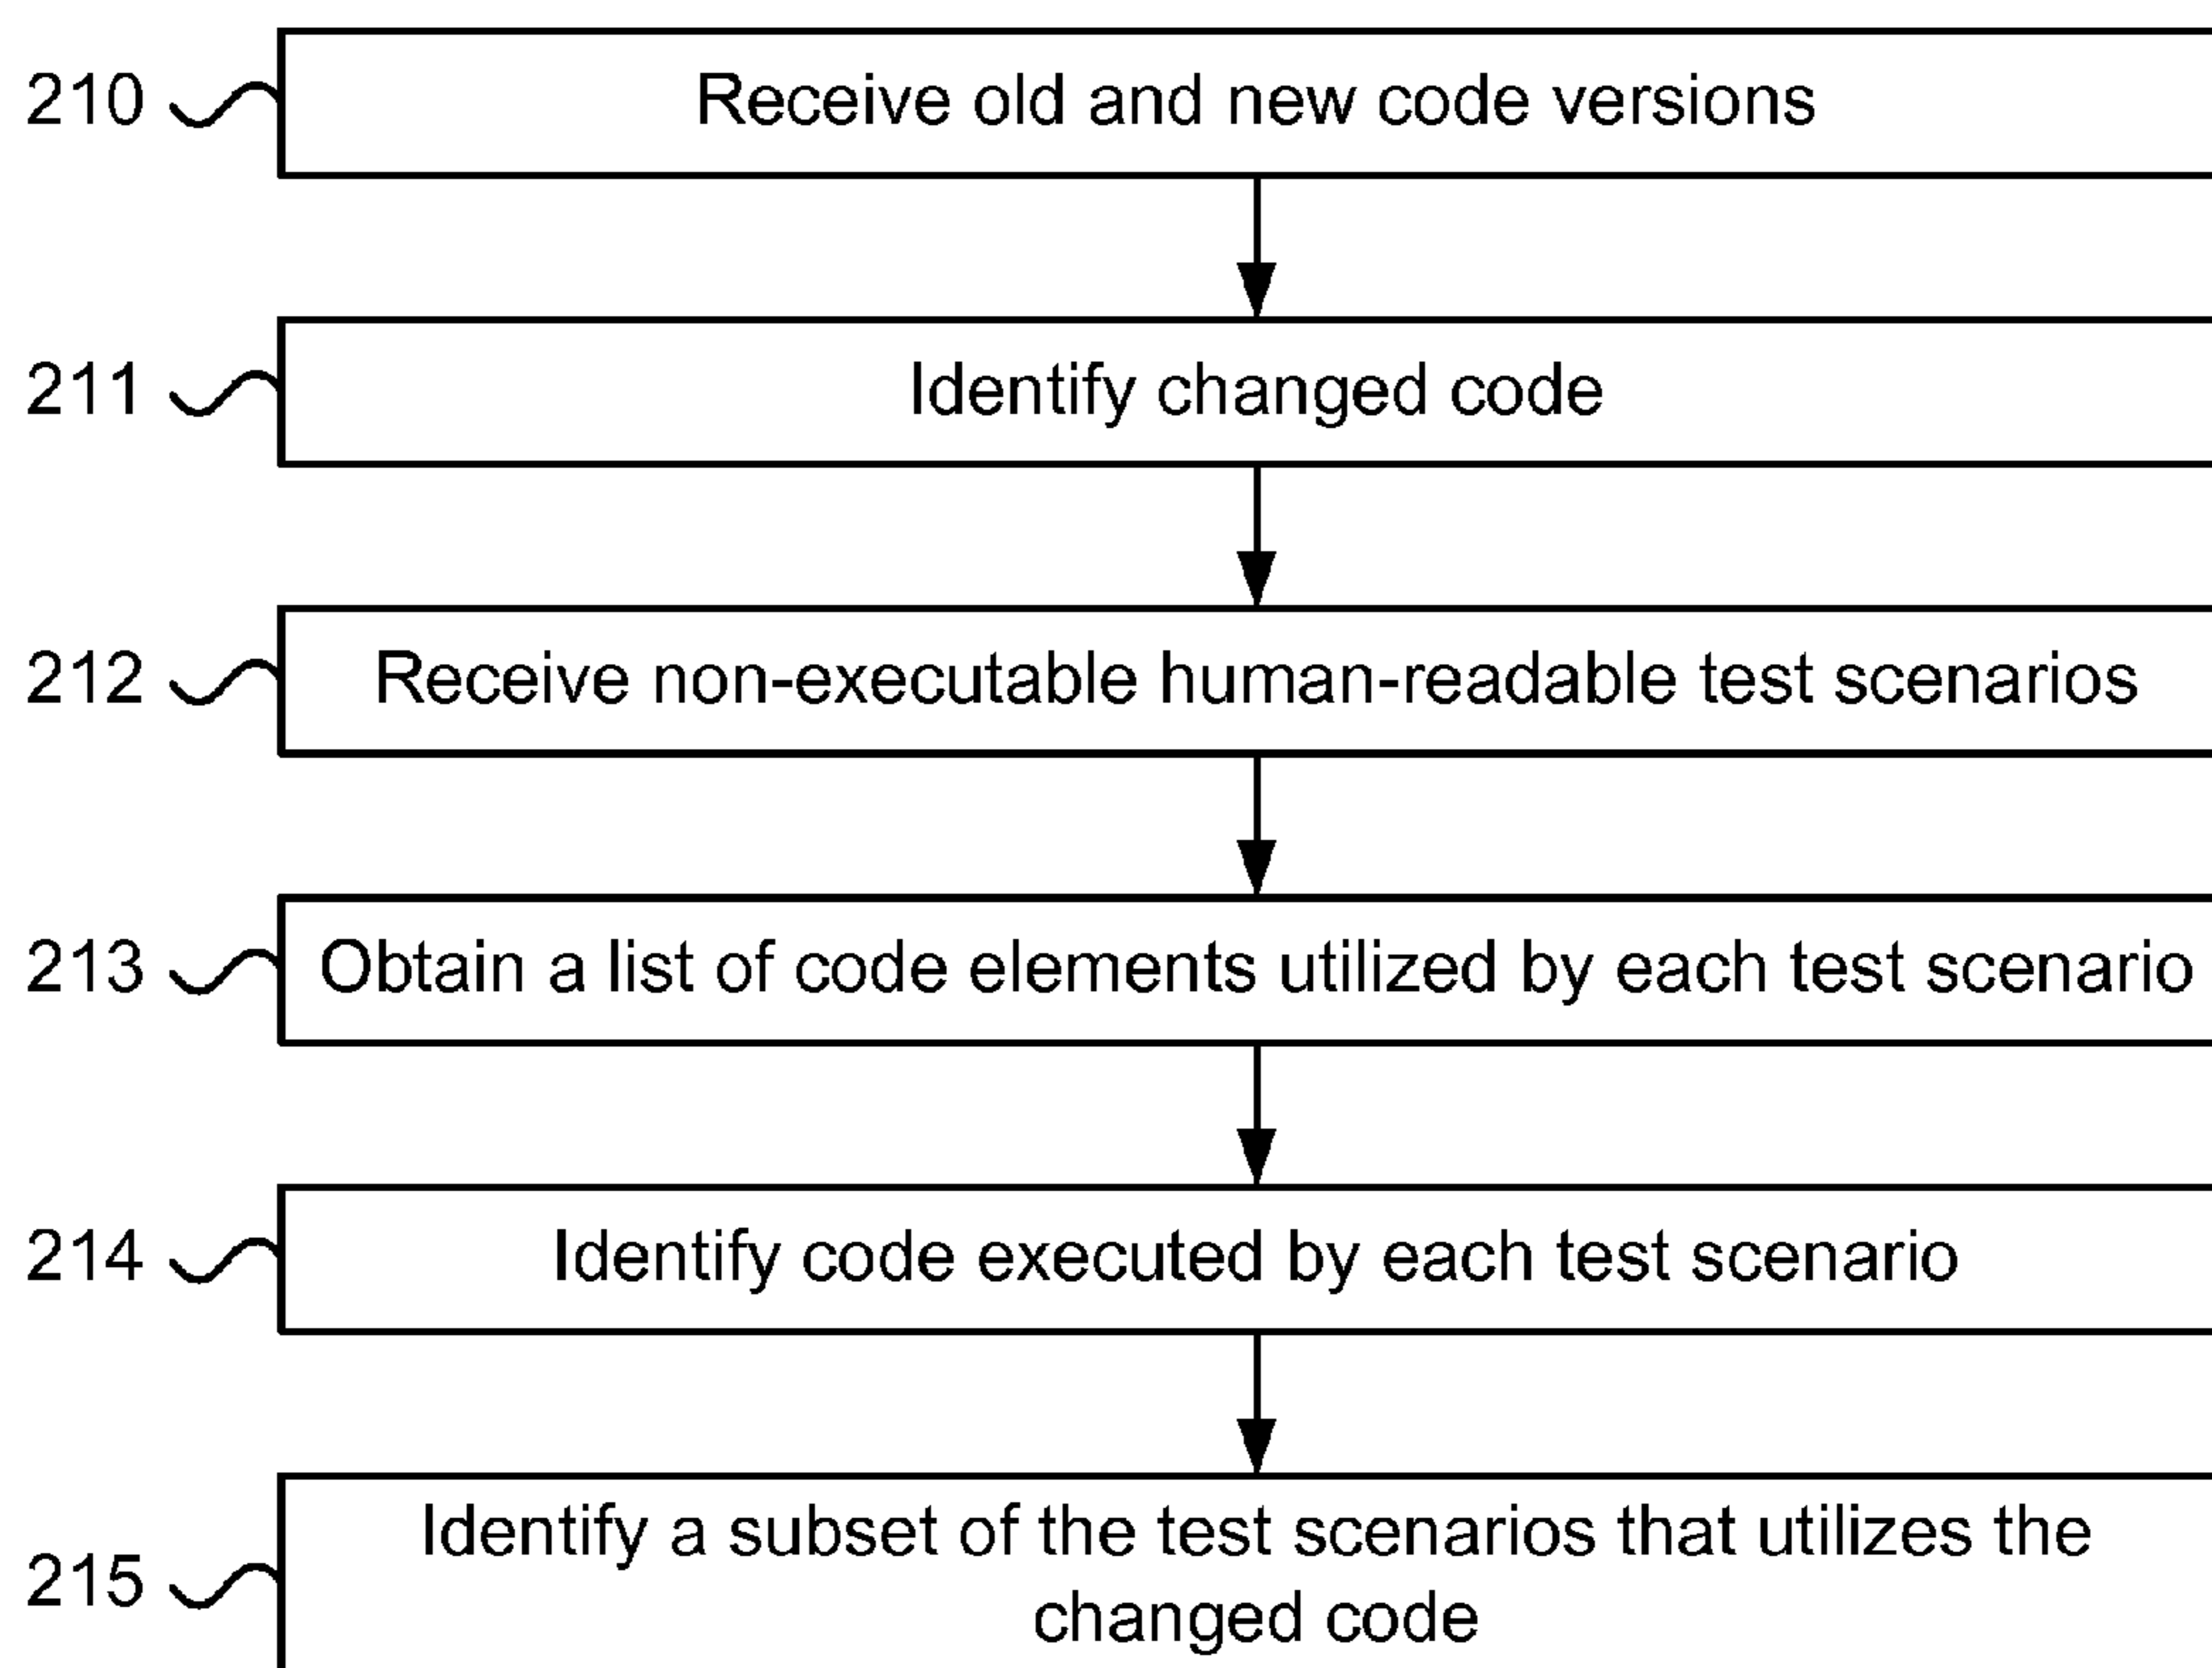 210
Receive old and new code versions
211
Identify changed code
212
Receive non-executable human-readable test scenarios
213
Obtain a list of code elements utilized by each test scenario
214
Identify code executed by each test scenario
215
Identify a subset of the test scenarios that utilizes the
changed code